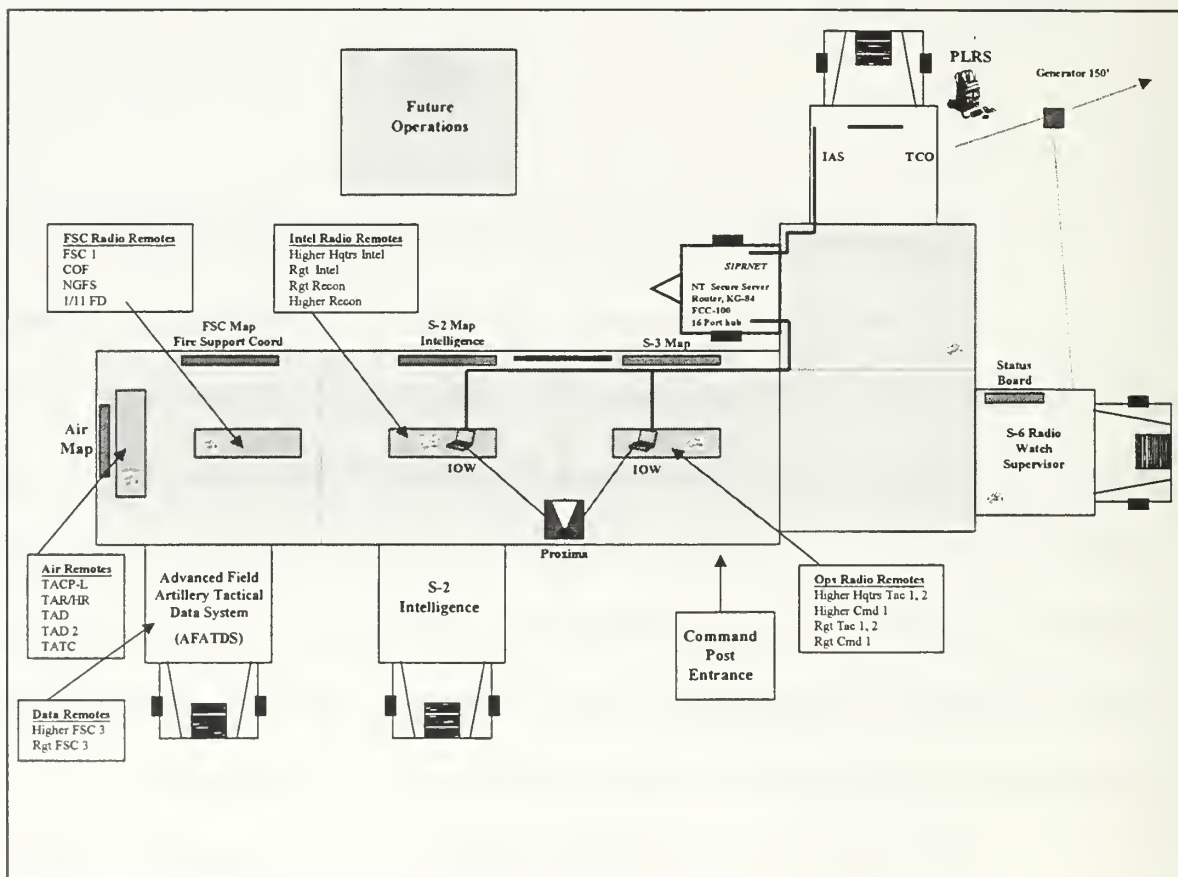 PLRS
Generator 150'
Future
Operations
IAS
TCO
FSC Radio Remotes
FSC 1
COF
NGFS
1/11 FD
Intel Radio Remotes
Higher Hqtrs Intel
Rgt Intel
Rgt Recon
Higher Recon
SIPRNET
NT Secure Server
Router, KG-84
FCC-100
16 Port hub
FSC Map
Fire Support Coord
S-2 Map
Intelligence
S-3 Map
Status
Board
Air
Map
S-6 Radio
Watch
Supervisor
IOW
IOW
Proxima
Air Remotes
TACP-L
TAR/HR
TAD
TAD 2
TATC
Advanced Field
Artillery Tactical
Data System
(AFATDS)
S-2
Intelligence
Ops Radio Remotes
Higher Hqtrs Tac 1, 2
Higher Cmd 1
Rgt Tac 1, 2
Rgt Cmd 1
Command
Post
Entrance
Data Remotes
Higher FSC 3
Rgt FSC 3